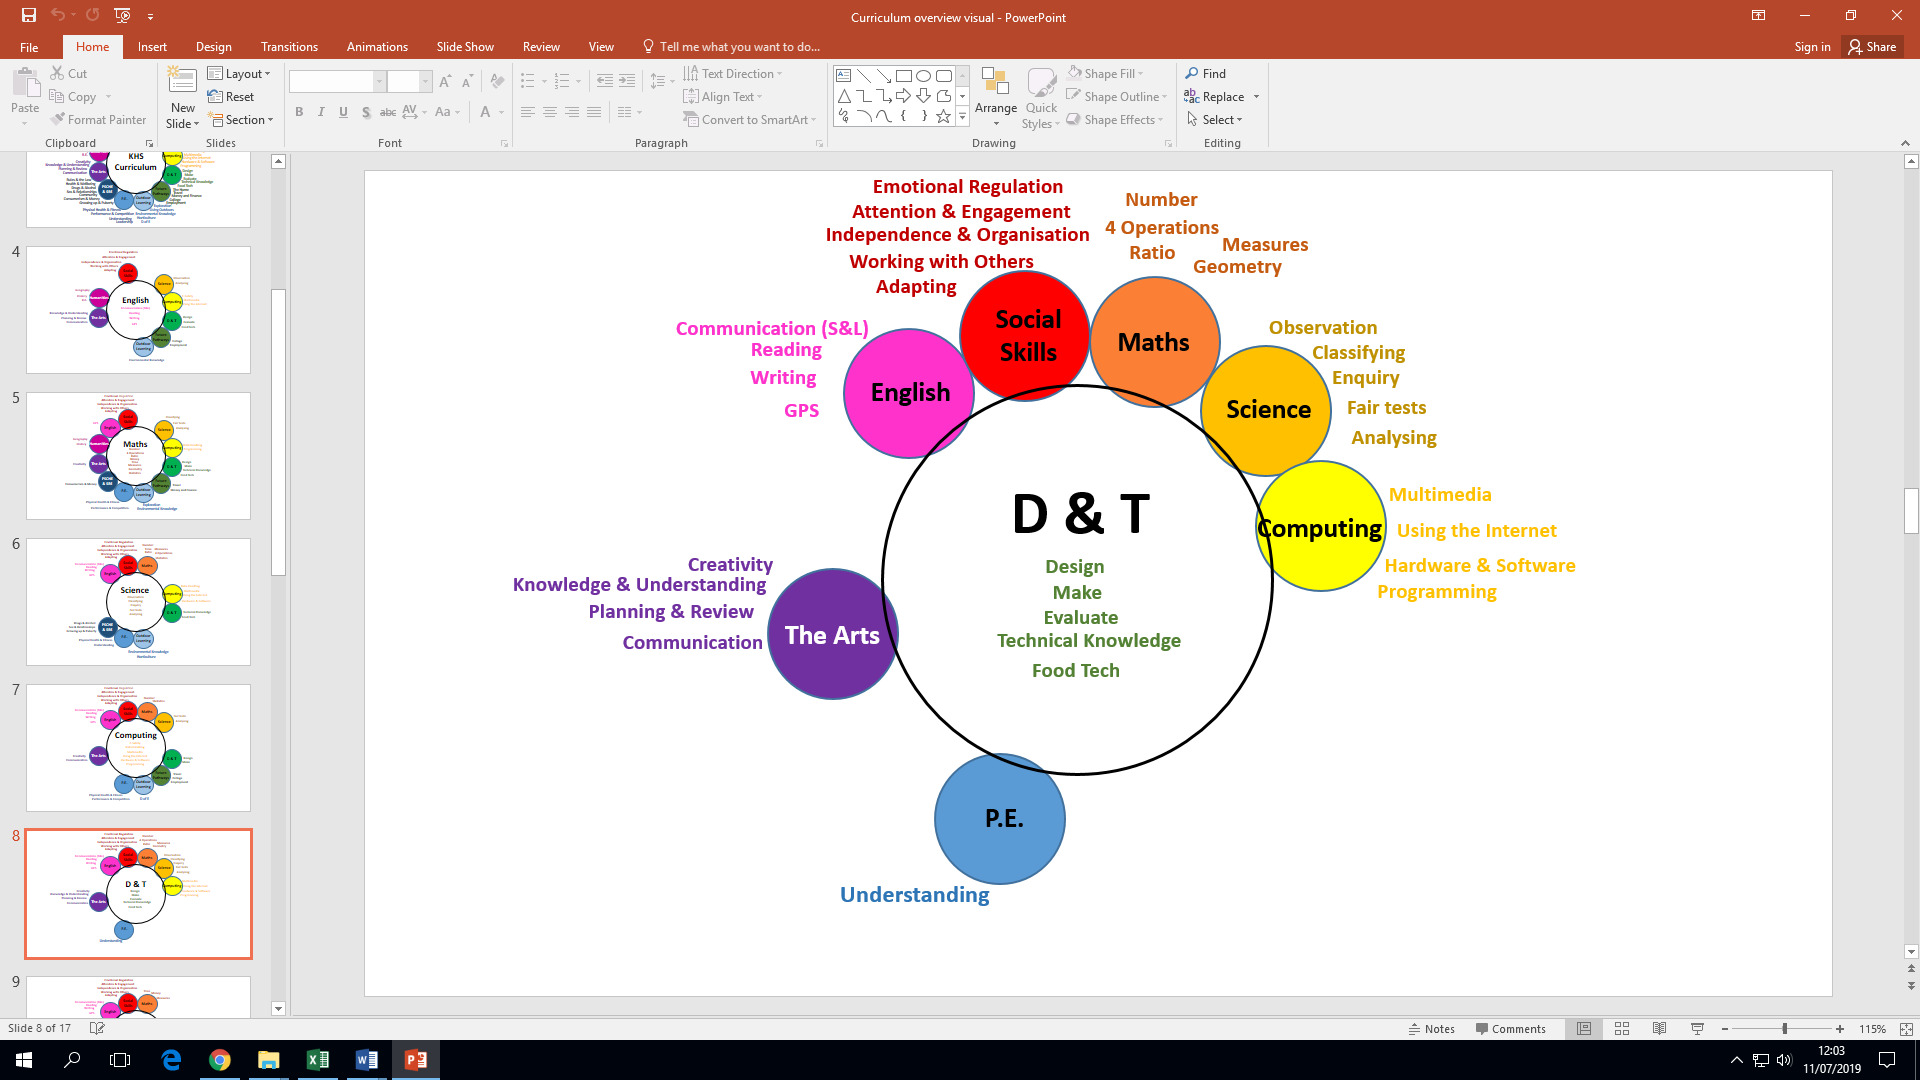 Curriculum overview visual - PowerPoint
File Home Insert Design Transitions Animations Slide Show Review View Tell me what you want to do... Sign in Share
Paste
Cut
Copy
Format Painter
Clipboard
New
Slide
Layout
Reset
Section
Slides
B I U S abc AV Aa A
Font
Text Direction
Align Text
Convert to SmartArt
Paragraph
Arrange
Quick
Styles
Shape Fill
Shape Outline
Shape Effects
Drawing
Find
Replace
Select
Editing
KHS
Curriculum
4
English
5
Maths
6
Science
7
Computing
8
D & T
9
Emotional Regulation
Attention & Engagement
Independence & Organisation
Working with Others
Adapting
Number
4 Operations
Ratio
Measures
Geometry
Communication (S&L)
Reading
Writing
GPS
English
Social
Skills
Maths
Observation
Classifying
Enquiry
Fair tests
Analysing
Science
Multimedia
Using the Internet
Hardware & Software
Programming
Computing
D & T
Design
Make
Evaluate
Technical Knowledge
Food Tech
Creativity
Knowledge & Understanding
Planning & Review
Communication
The Arts
P.E.
Understanding
Slide 8 of 17
Notes
Comments
115%
12:03
11/07/2019